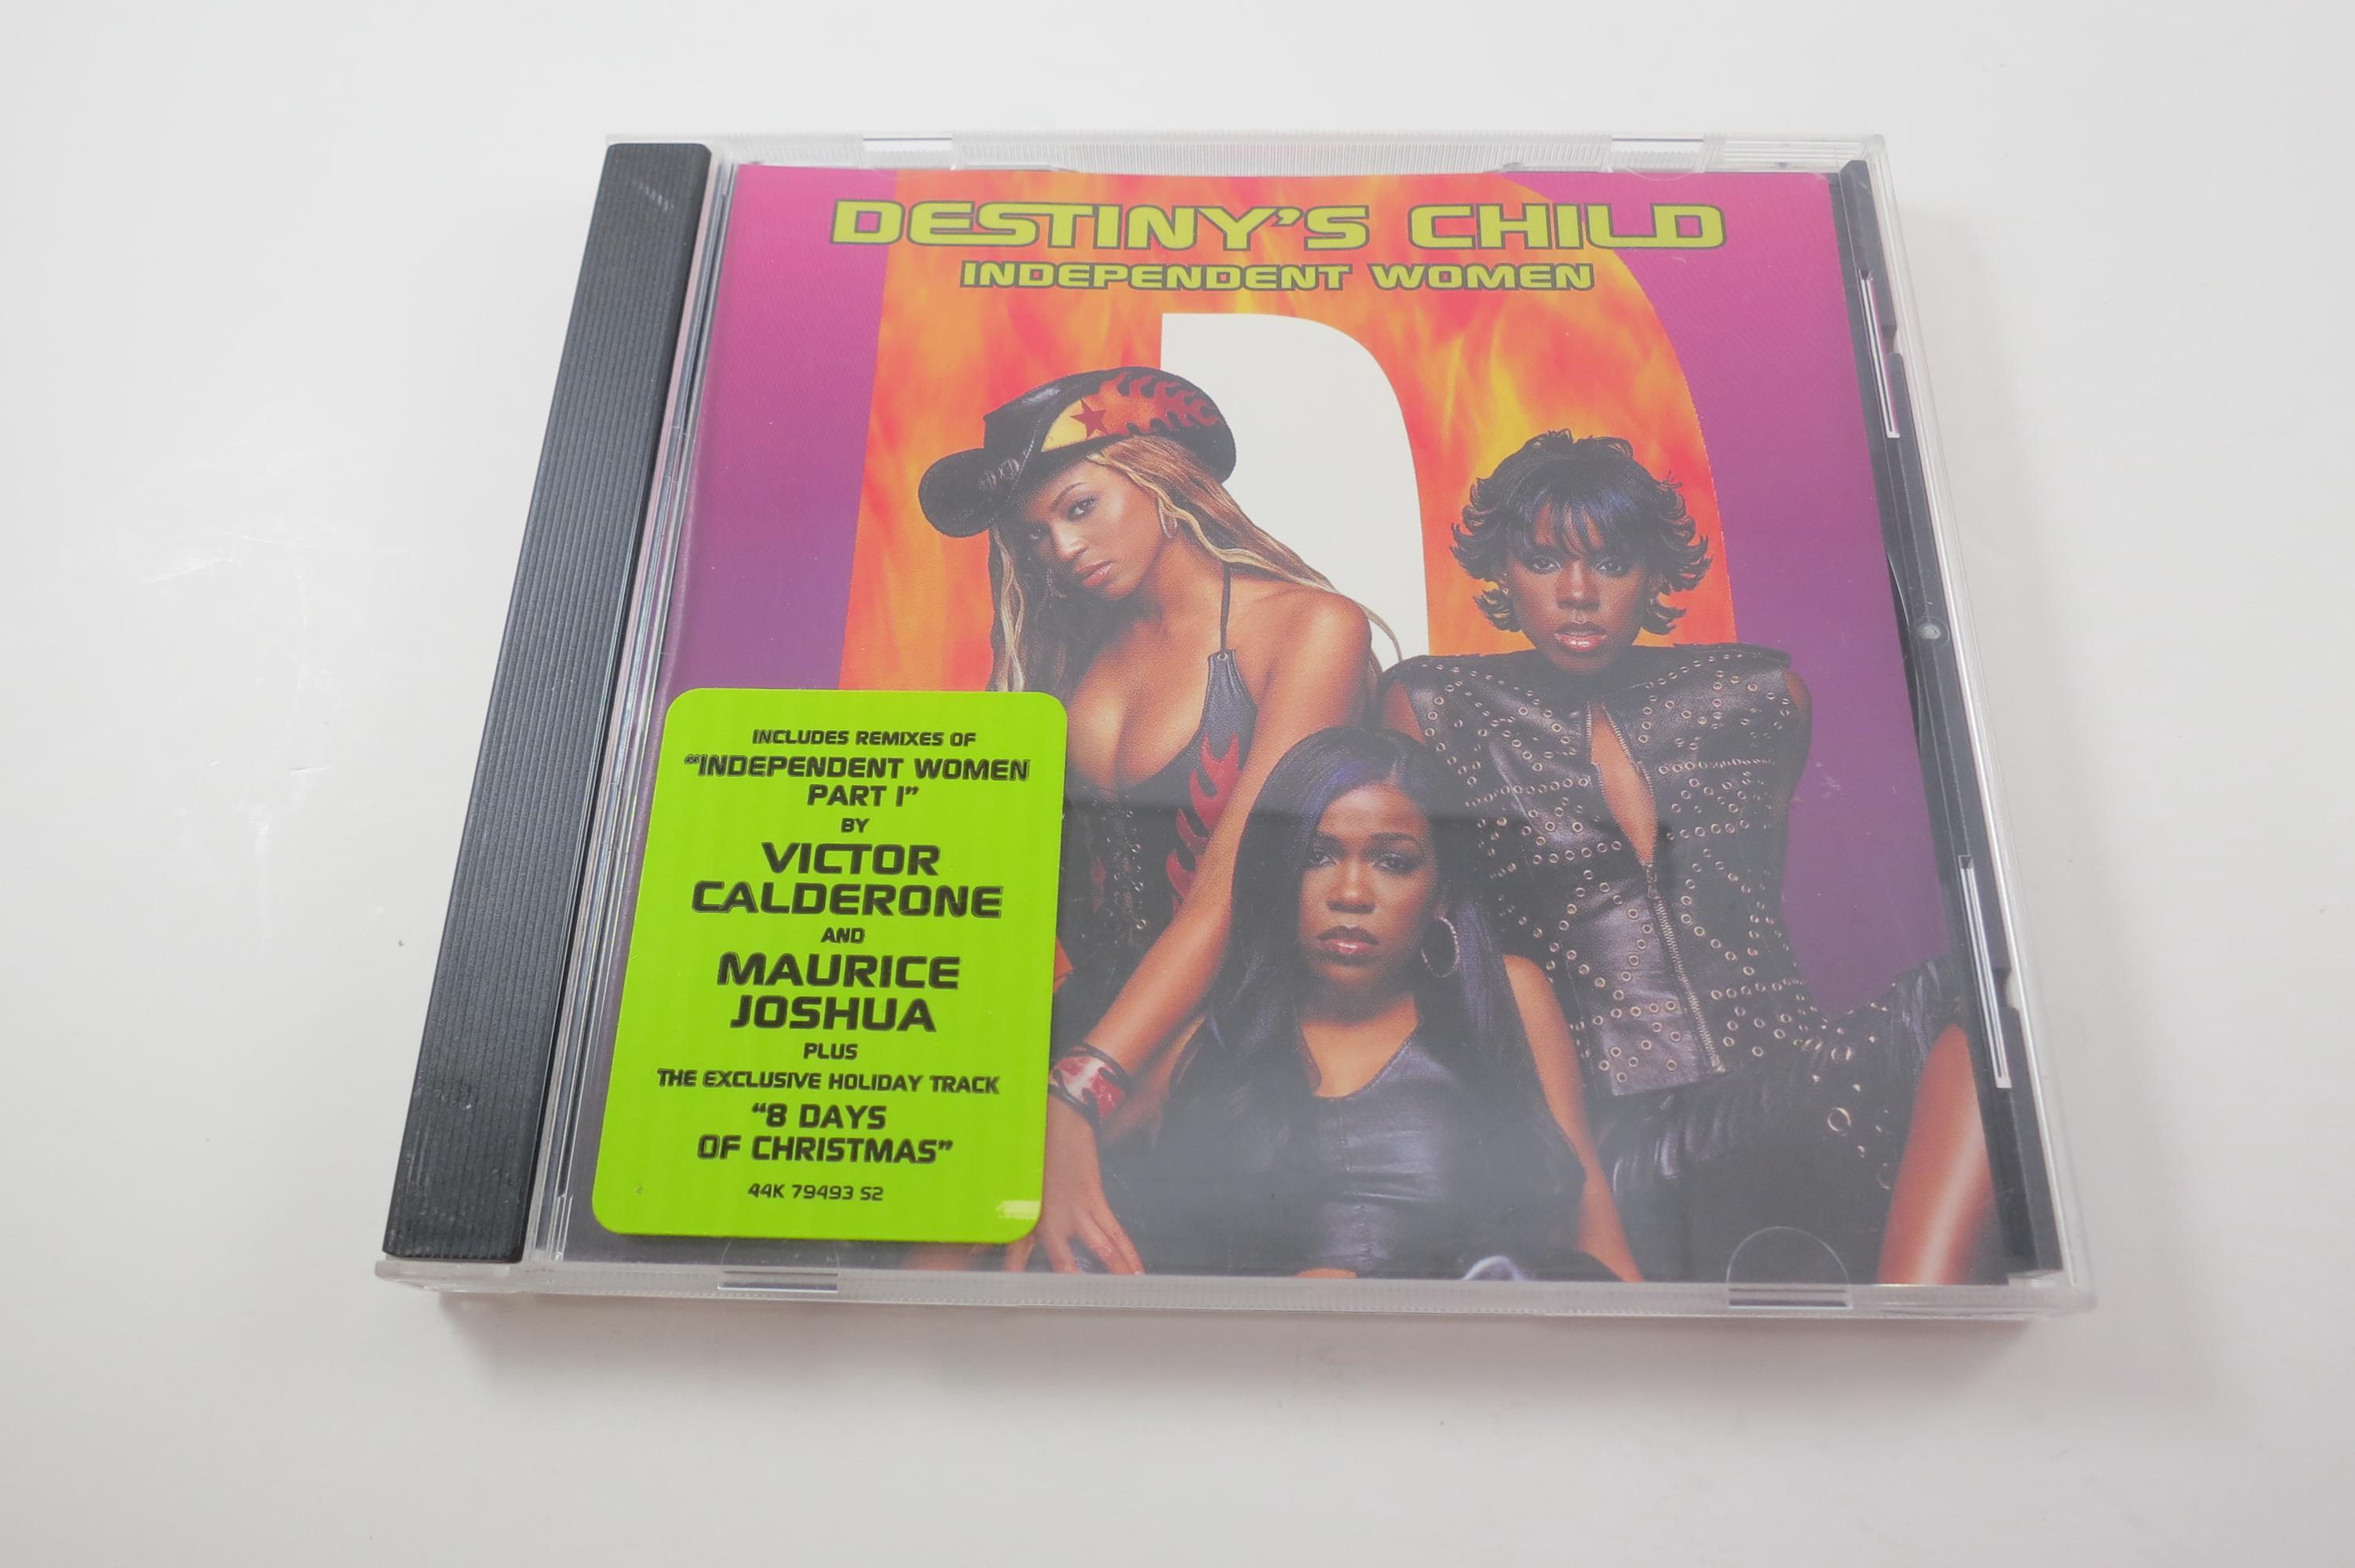 DESTINY'S CHILD
INDEPENDENT WOMEN
INCLUDES REMIXES OF
"INDEPENDENT WOMEN
PART I"
BY
VICTOR
CALDERONE
AND
MAURICE
JOSHUA
PLUS
THE EXCLUSIVE HOLIDAY TRACK
"8 DAYS
OF CHRISTMAS"
44K 79493 S2